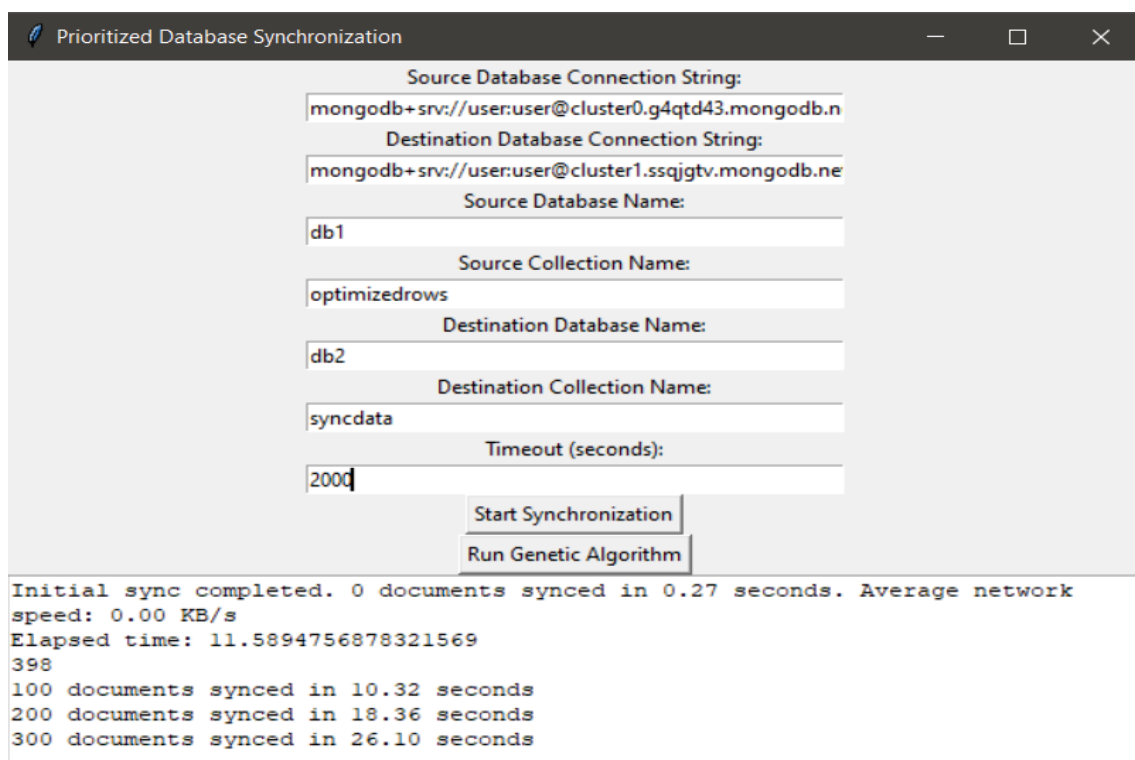 Prioritized Database Synchronization
Source Database Connection String:
mongodb+srv://user:user@cluster0.g4qtd43.mongodb.n
Destination Database Connection String:
mongodb+srv://user:user@cluster1.ssqjgtv.mongodb.ne
Source Database Name:
db1
Source Collection Name:
optimizedrows
Destination Database Name:
db2
Destination Collection Name:
syncdata
Timeout (seconds):
2000
Start Synchronization
Run Genetic Algorithm
Initial sync completed. 0 documents synced in 0.27 seconds. Average network
speed: 0.00 KB/s
Elapsed time: 11.5894756878321569
398
100 documents synced in 10.32 seconds
200 documents synced in 18.36 seconds
300 documents synced in 26.10 seconds